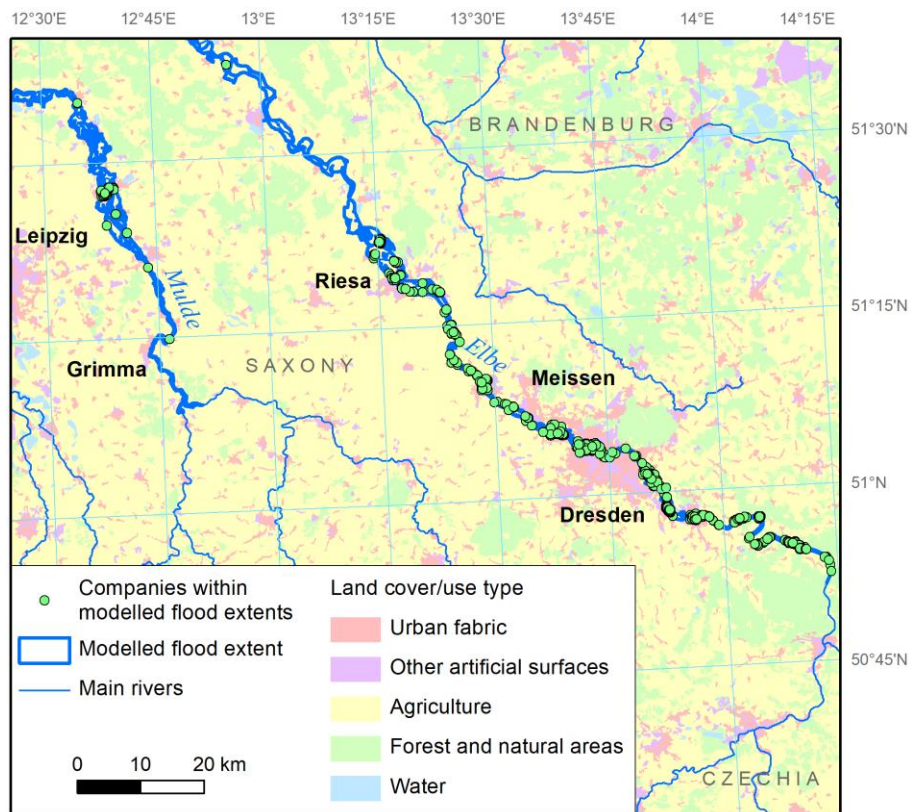 12°30'E 12°45'E 13°E 13°15'E 13°30'E 13°45'E 14°E 14°15'E
BRANDENBURG
51°30'N
Leipzig
Riesa
Mulde
51°15'N
Elbe
Grimma
SAXONY
Meissen
51°N
Dresden
Companies within
modelled flood extents
Modelled flood extent
Main rivers
0 10 20 km
Land cover/use type
Urban fabric
Other artificial surfaces
Agriculture
Forest and natural areas
Water
50°45'N
CZECHIA